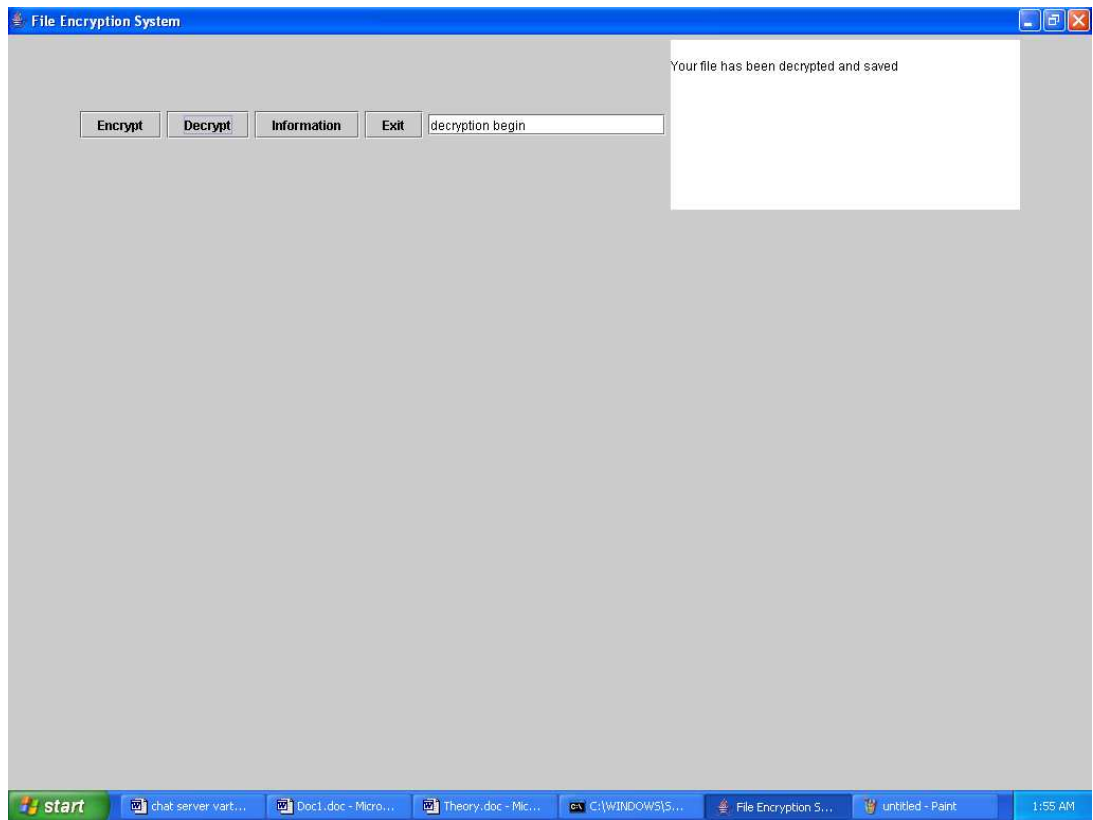 File Encryption System
Your file has been decrypted and saved
Encrypt Decrypt Information Exit decryption begin
start chat server vart... Doc1.doc - Micro... Theory.doc - Mic... C:\WINDOWS\S... File Encryption S... untitled - Paint 1:55 AM